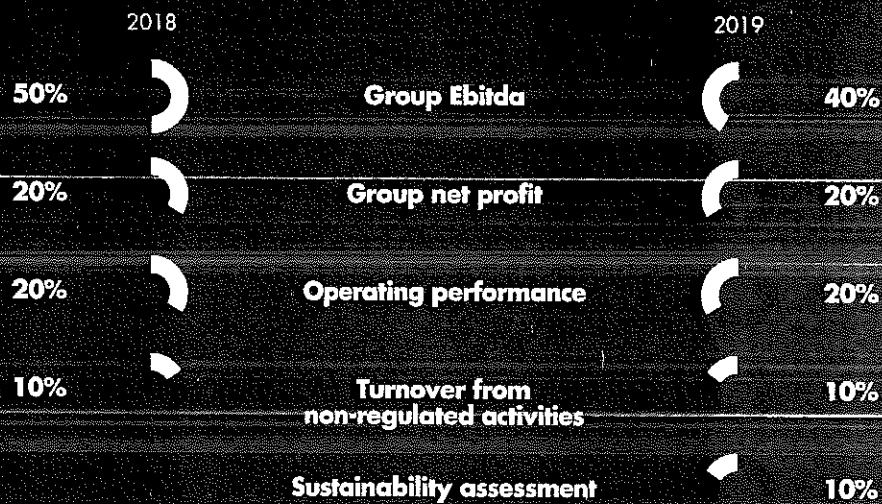 2018 2019
50% Group Ebitda 40%
20% Group net profit 20%
20% Operating performance 20%
10% Turnover from 10%
non-regulated activities
Sustainability assessment 10%